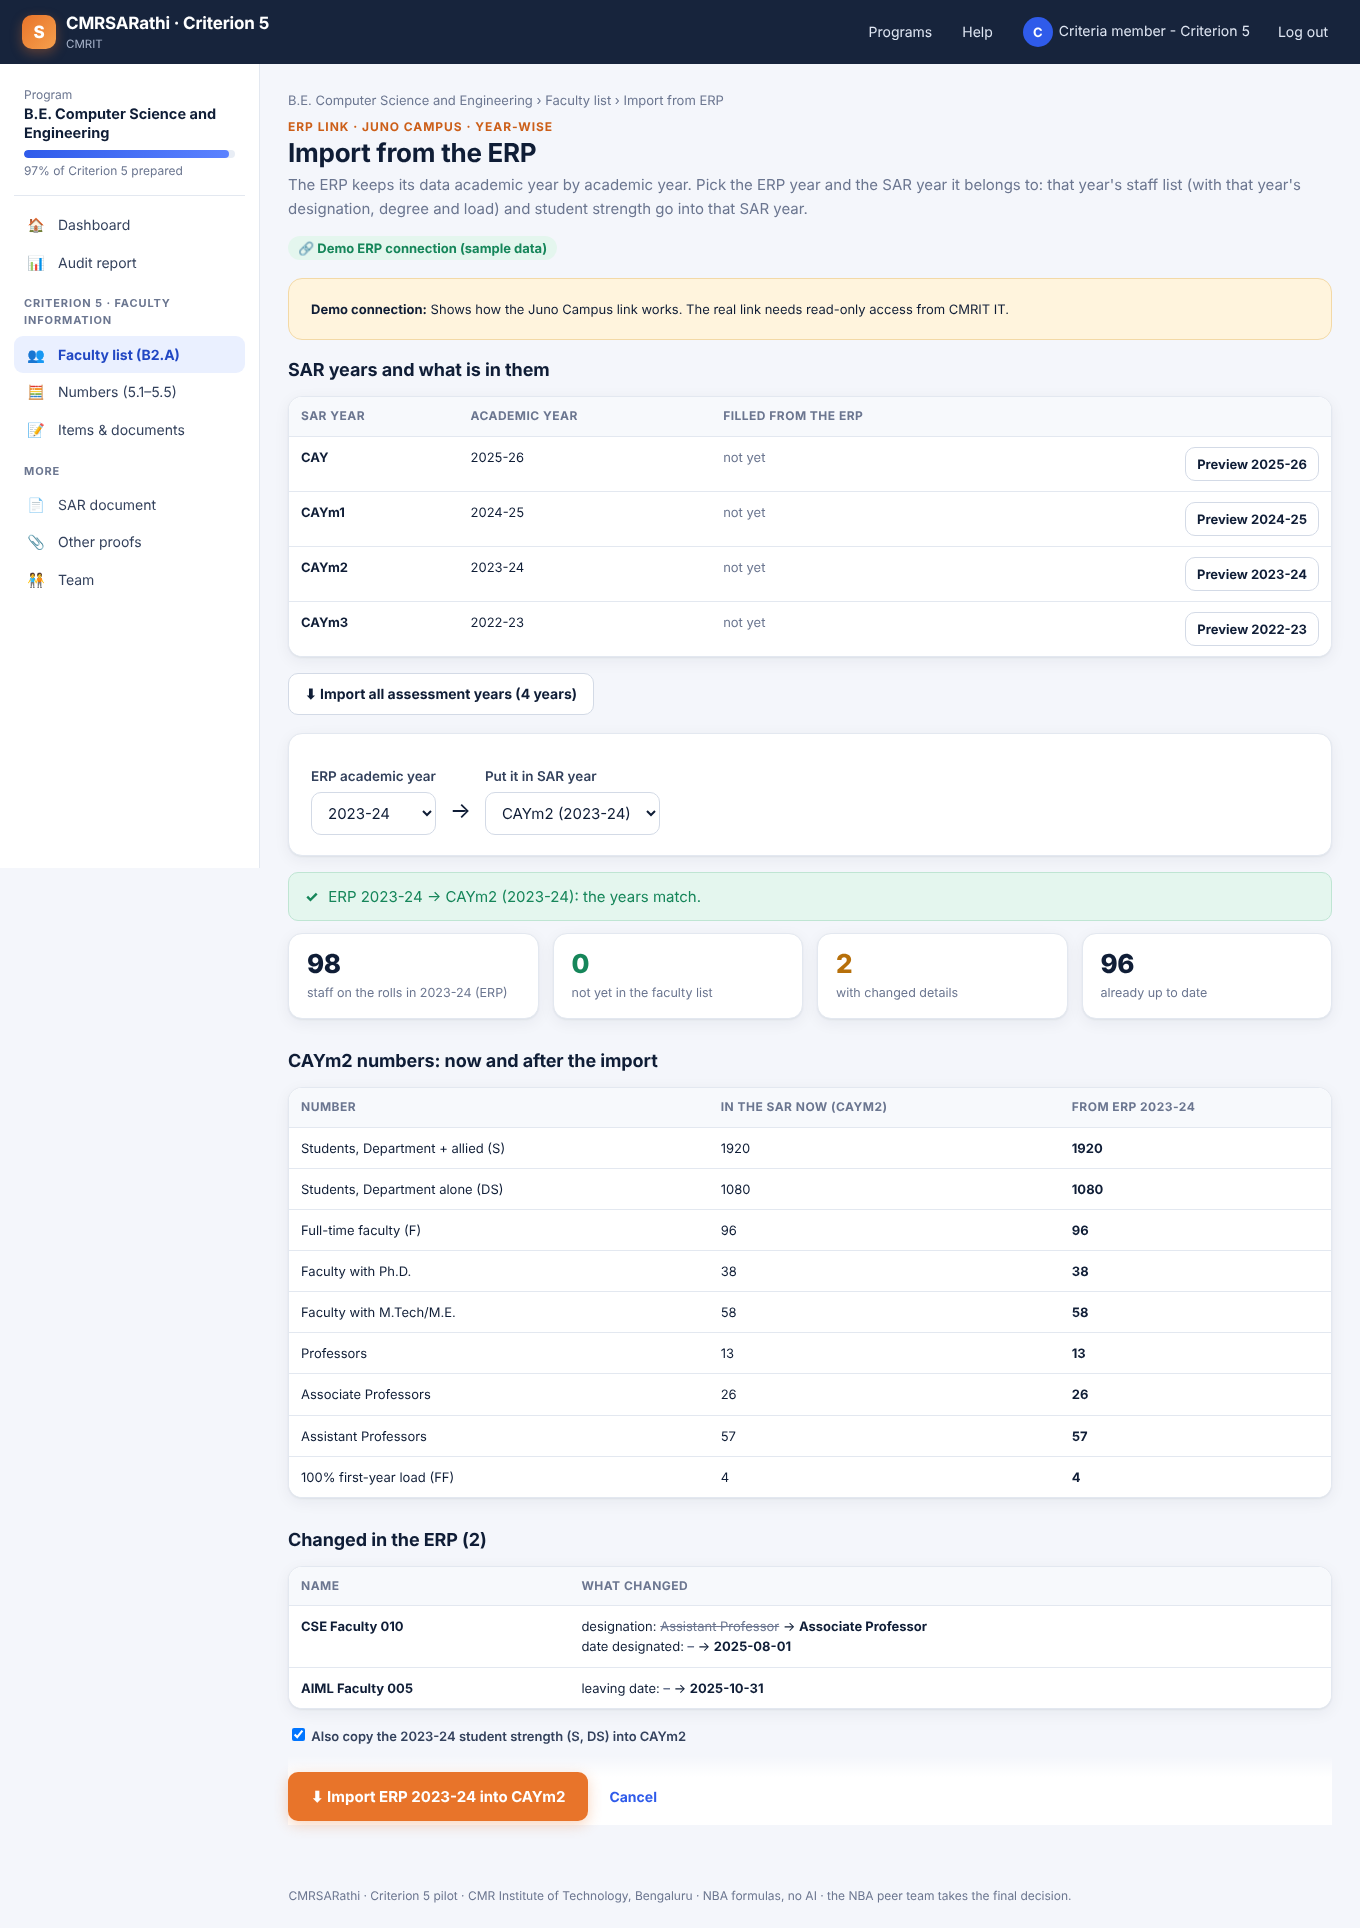 S
CMRSARathi · Criterion 5
CMRIT
Programs
Help
C
Criteria member - Criterion 5
Log out
Program
B.E. Computer Science and
Engineering
97% of Criterion 5 prepared
Dashboard
Audit report
CRITERION 5 · FACULTY
INFORMATION
Faculty list (B2.A)
Numbers (5.1–5.5)
Items & documents
MORE
SAR document
Other proofs
Team
B.E. Computer Science and Engineering › Faculty list › Import from ERP
ERP LINK · JUNO CAMPUS · YEAR-WISE
Import from the ERP
The ERP keeps its data academic year by academic year. Pick the ERP year and the SAR year it belongs to: that year's staff list (with that year's
designation, degree and load) and student strength go into that SAR year.
Demo ERP connection (sample data)
Demo connection: Shows how the Juno Campus link works. The real link needs read-only access from CMRIT IT.
SAR years and what is in them
SAR YEAR ACADEMIC YEAR FILLED FROM THE ERP
CAY 2025-26 not yet Preview 2025-26
CAYm1 2024-25 not yet Preview 2024-25
CAYm2 2023-24 not yet Preview 2023-24
CAYm3 2022-23 not yet Preview 2022-23
⬇ Import all assessment years (4 years)
ERP academic year Put it in SAR year
2023-24 → CAYm2 (2023-24)
✓ ERP 2023-24 → CAYm2 (2023-24): the years match.
98
staff on the rolls in 2023-24 (ERP)
0
not yet in the faculty list
2
with changed details
96
already up to date
CAYm2 numbers: now and after the import
NUMBER IN THE SAR NOW (CAYM2) FROM ERP 2023-24
Students, Department + allied (S) 1920 1920
Students, Department alone (DS) 1080 1080
Full-time faculty (F) 96 96
Faculty with Ph.D. 38 38
Faculty with M.Tech/M.E. 58 58
Professors 13 13
Associate Professors 26 26
Assistant Professors 57 57
100% first-year load (FF) 4 4
Changed in the ERP (2)
NAME WHAT CHANGED
CSE Faculty 010 designation: Assistant Professor → Associate Professor
date designated: – → 2025-08-01
AIML Faculty 005 leaving date: – → 2025-10-31
Also copy the 2023-24 student strength (S, DS) into CAYm2
⬇ Import ERP 2023-24 into CAYm2 Cancel
CMRSARathi · Criterion 5 pilot · CMR Institute of Technology, Bengaluru · NBA formulas, no AI · the NBA peer team takes the final decision.